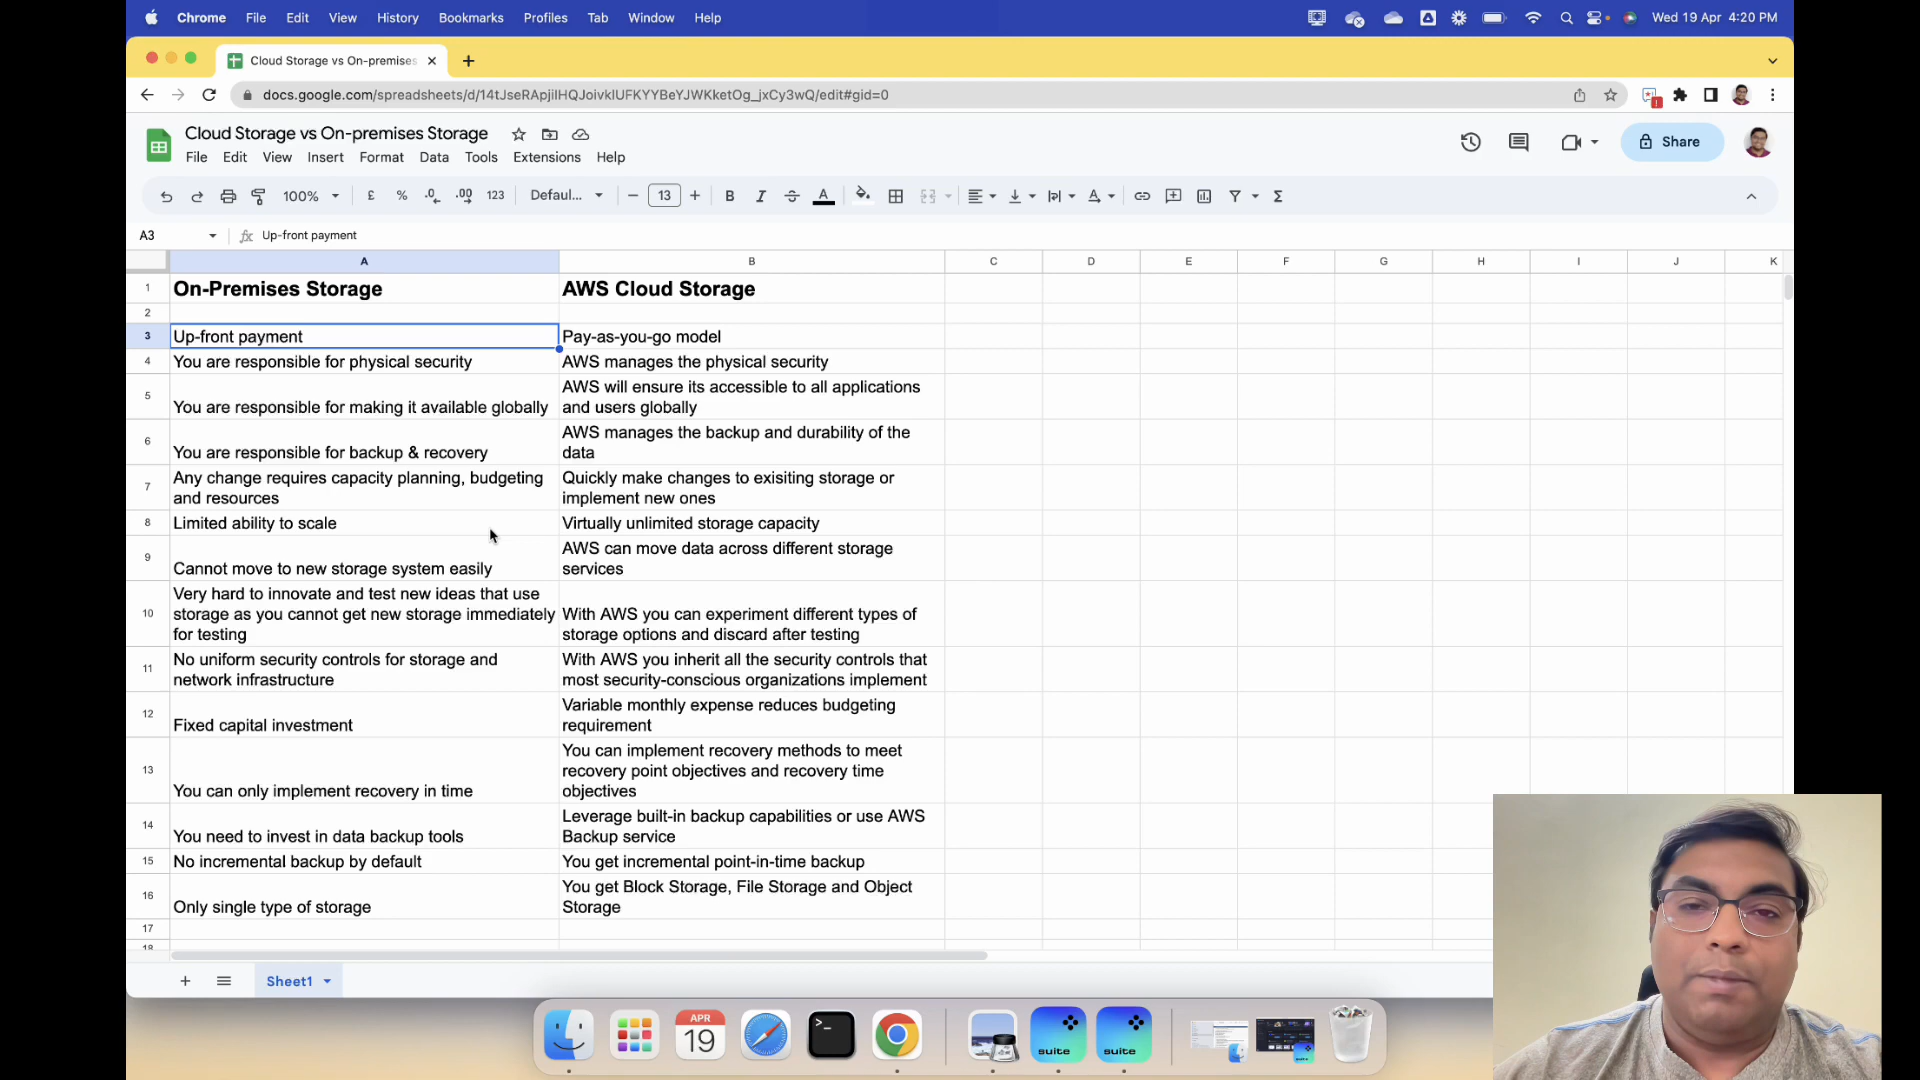 Chrome File Edit View History Bookmarks Profiles Tab Window Help Wed 19 Apr 4:20 PM
Cloud Storage vs On-premises
docs.google.com/spreadsheets/d/14tJseRApjiIHQJoivkIUFKYYBeYJWKketOg_jxCy3wQ/edit#gid=0
Cloud Storage vs On-premises Storage
File Edit View Insert Format Data Tools Extensions Help
Share
100% £ % .0 .00 123 Defaul... 13 B I A Σ
A3 fx Up-front payment
A B C D E F G H I J K
1 On-Premises Storage AWS Cloud Storage
2
3 Up-front payment Pay-as-you-go model
4 You are responsible for physical security AWS manages the physical security
AWS will ensure its accessible to all applications
5 You are responsible for making it available globally and users globally
AWS manages the backup and durability of the
6 You are responsible for backup & recovery data
Any change requires capacity planning, budgeting Quickly make changes to exisiting storage or
7 and resources implement new ones
8 Limited ability to scale Virtually unlimited storage capacity
AWS can move data across different storage
9 Cannot move to new storage system easily services
Very hard to innovate and test new ideas that use
10 storage as you cannot get new storage immediately With AWS you can experiment different types of
for testing storage options and discard after testing
No uniform security controls for storage and With AWS you inherit all the security controls that
11 network infrastructure most security-conscious organizations implement
Variable monthly expense reduces budgeting
12 Fixed capital investment requirement
You can implement recovery methods to meet
13 recovery point objectives and recovery time
You can only implement recovery in time objectives
Leverage built-in backup capabilities or use AWS
14 You need to invest in data backup tools Backup service
15 No incremental backup by default You get incremental point-in-time backup
You get Block Storage, File Storage and Object
16 Only single type of storage Storage
17
18
Sheet1
APR
19
suite suite